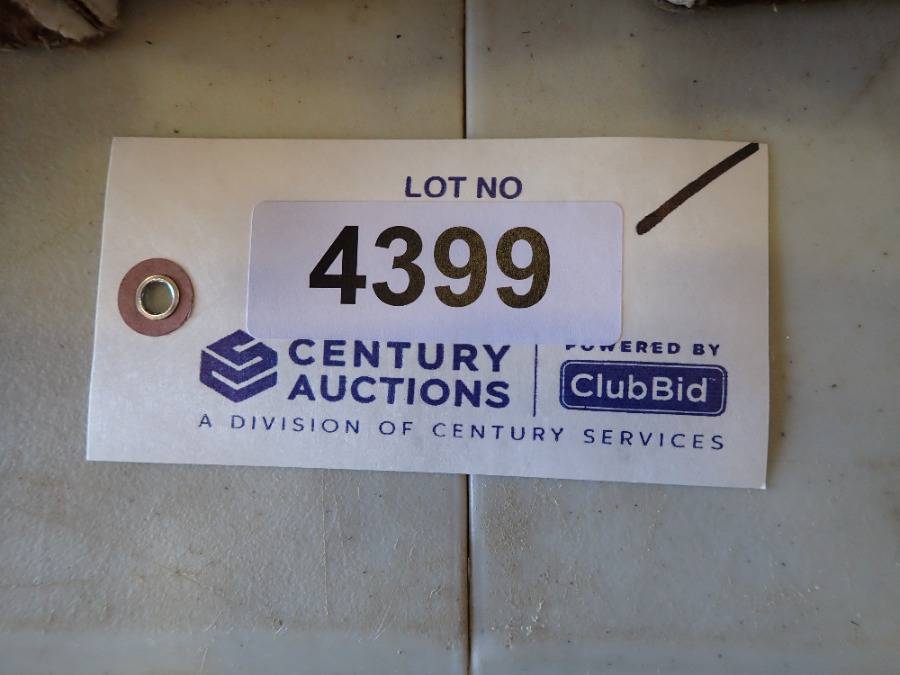 LOT NO
4399
CENTURY
AUCTIONS
POWERED BY
ClubBid
A DIVISION OF CENTURY SERVICES